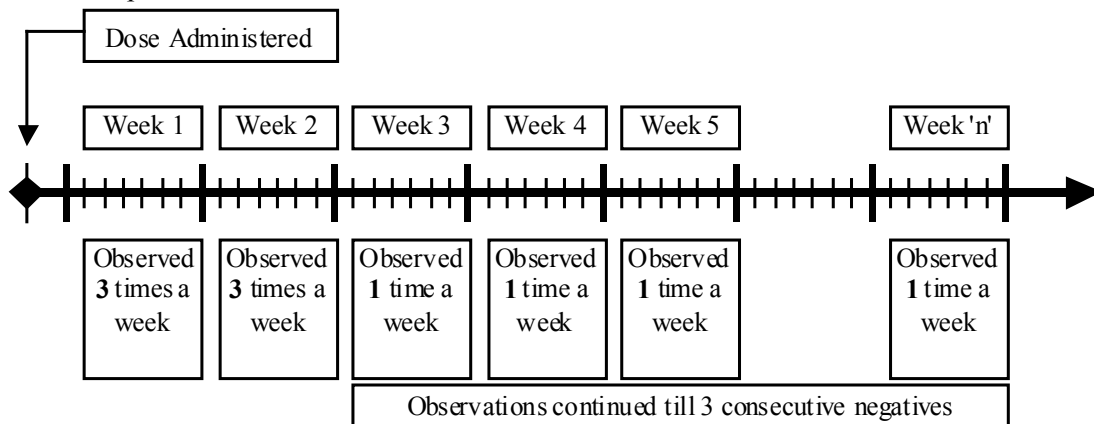 Dose Administered
Week 1
Week 2
Week 3
Week 4
Week 5
Week 'n'
Observed
3 times a
week
Observed
3 times a
week
Observed
1 time a
week
Observed
1 time a
week
Observed
1 time a
week
Observed
1 time a
week
Observations continued till 3 consecutive negatives